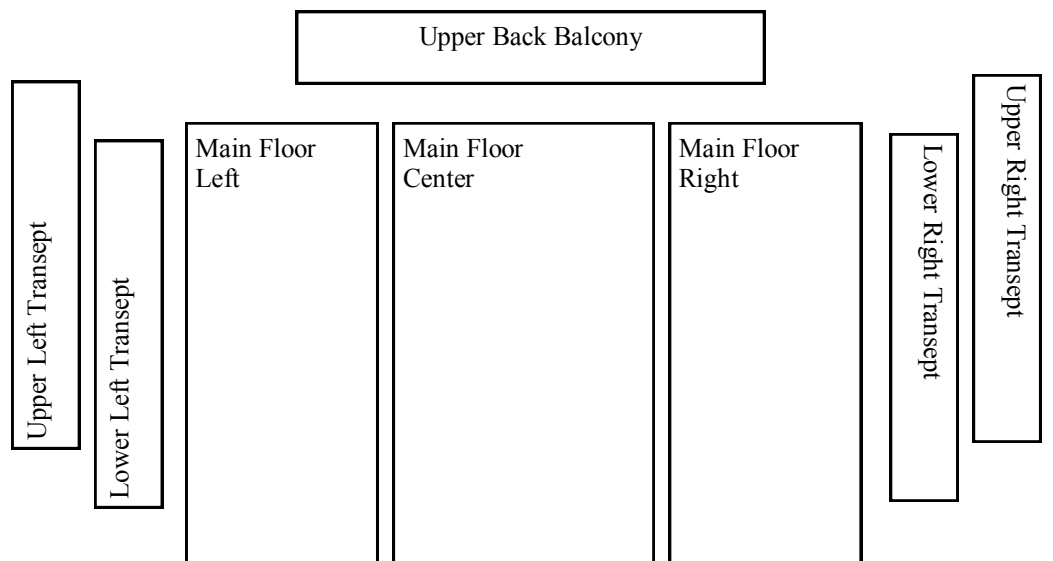 Upper Back Balcony
Upper Left Transept
Lower Left Transept
Main Floor
Left
Main Floor
Center
Main Floor
Right
Lower Right Transept
Upper Right Transept